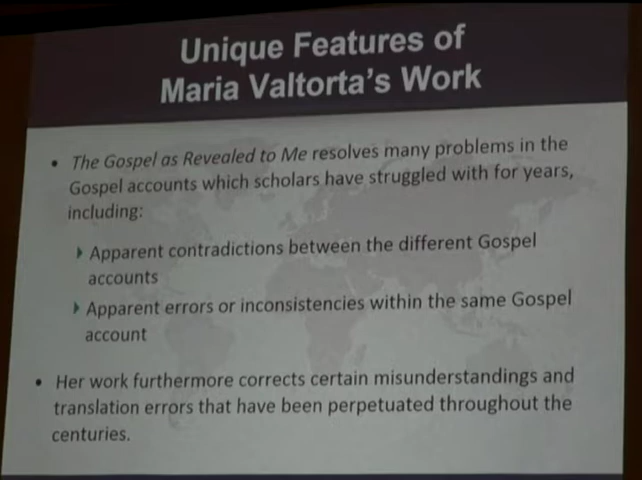 Unique Features of
Maria Valtorta's Work
• The Gospel as Revealed to Me resolves many problems in the
Gospel accounts which scholars have struggled with for years,
including:
Apparent contradictions between the different Gospel
accounts
Apparent errors or inconsistencies within the same Gospel
account
• Her work furthermore corrects certain misunderstandings and
translation errors that have been perpetuated throughout the
centuries.